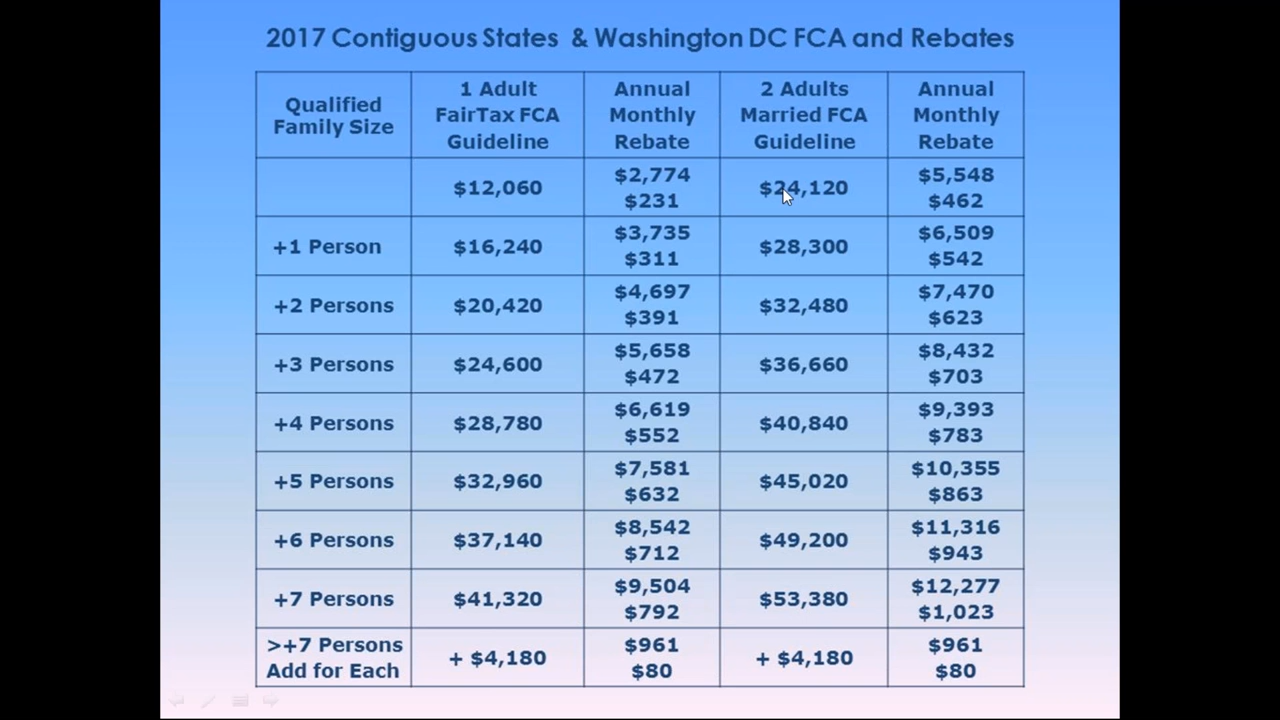 2017 Contiguous States & Washington DC FCA and Rebates
Qualified
Family Size
1 Adult
FairTax FCA
Guideline
Annual
Monthly
Rebate
2 Adults
Married FCA
Guideline
Annual
Monthly
Rebate
$12,060
$2,774
$231
$24,120
$5,548
$462
+1 Person
$16,240
$3,735
$311
$28,300
$6,509
$542
+2 Persons
$20,420
$4,697
$391
$32,480
$7,470
$623
+3 Persons
$24,600
$5,658
$472
$36,660
$8,432
$703
+4 Persons
$28,780
$6,619
$552
$40,840
$9,393
$783
+5 Persons
$32,960
$7,581
$632
$45,020
$10,355
$863
+6 Persons
$37,140
$8,542
$712
$49,200
$11,316
$943
+7 Persons
$41,320
$9,504
$792
$53,380
$12,277
$1,023
>+7 Persons
Add for Each
+ $4,180
$961
$80
+ $4,180
$961
$80